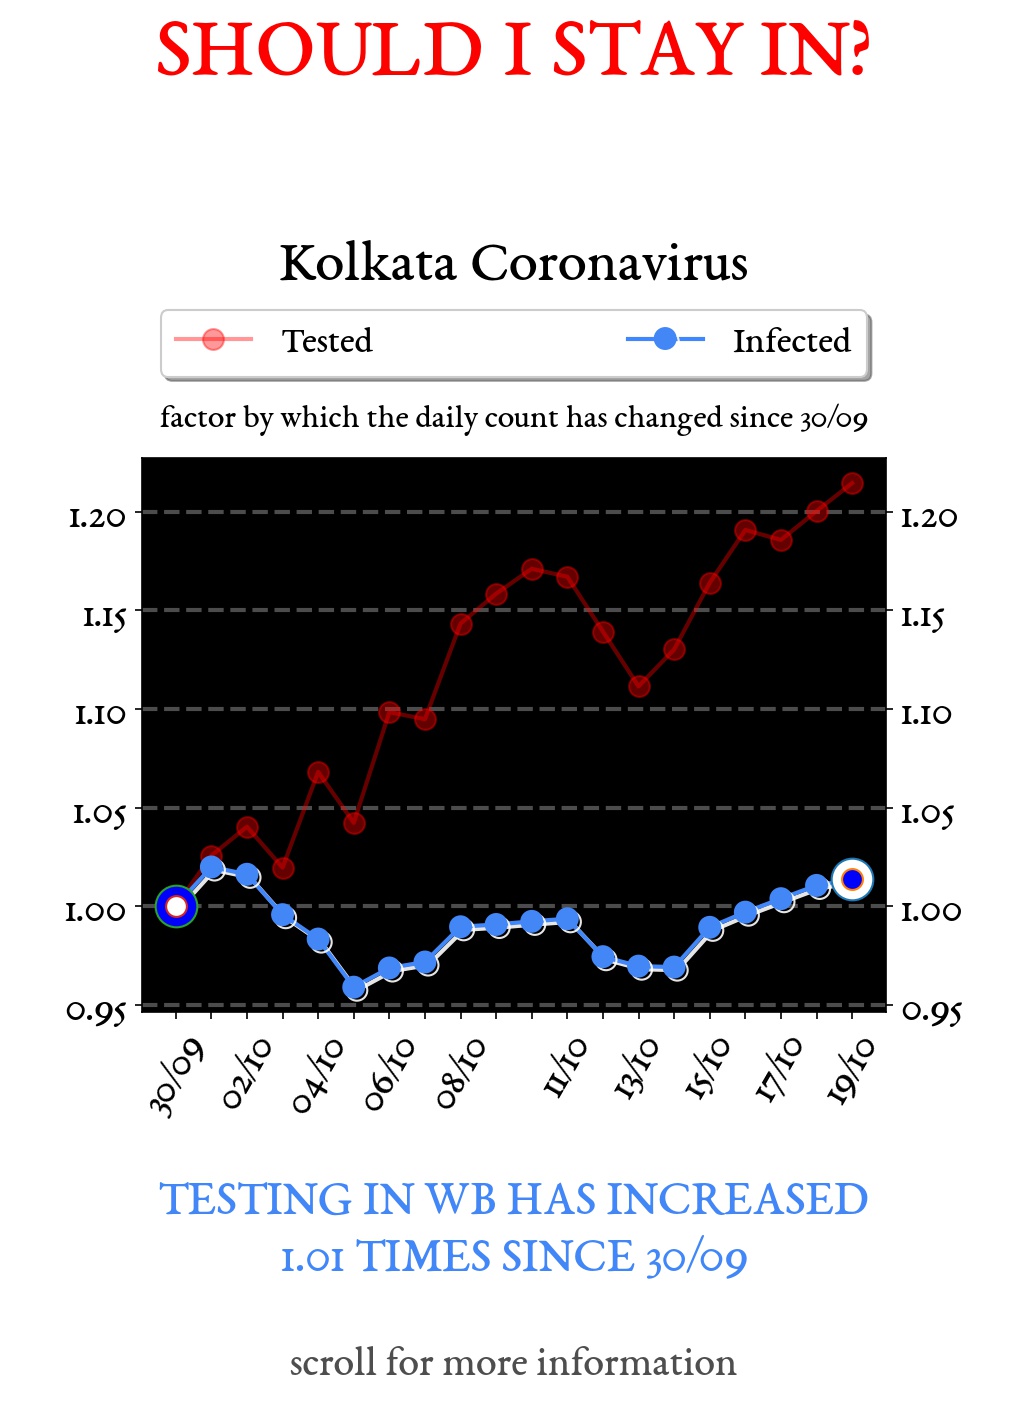 SHOULD I STAY IN?
Kolkata Coronavirus
Tested Infected
factor by which the daily count has changed since 30/09
1.20 1.20
1.15 1.15
1.10 1.10
1.05 1.05
1.00 1.00
0.95 0.95
30/09 02/10 04/10 06/10 08/10 11/10 13/10 15/10 17/10 19/10
TESTING IN WB HAS INCREASED
1.01 TIMES SINCE 30/09
scroll for more information